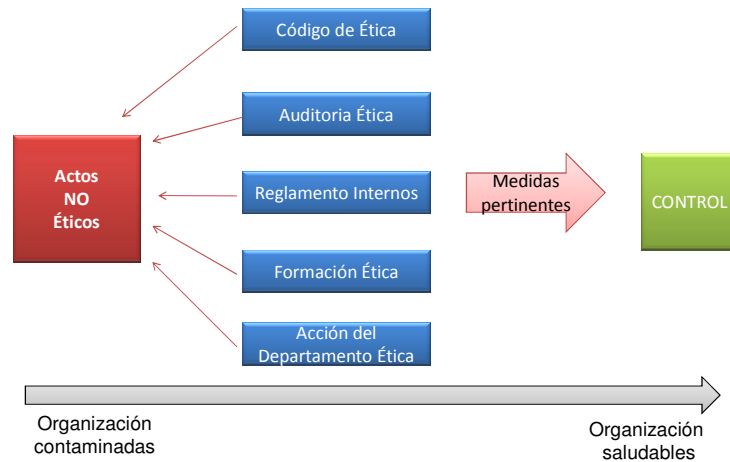 Código de Ética
Auditoria Ética
Actos
NO
Éticos
Reglamento Internos
Medidas
pertinentes
CONTROL
Formación Ética
Acción del
Departamento Ética
Organización
contaminadas
Organización
saludables